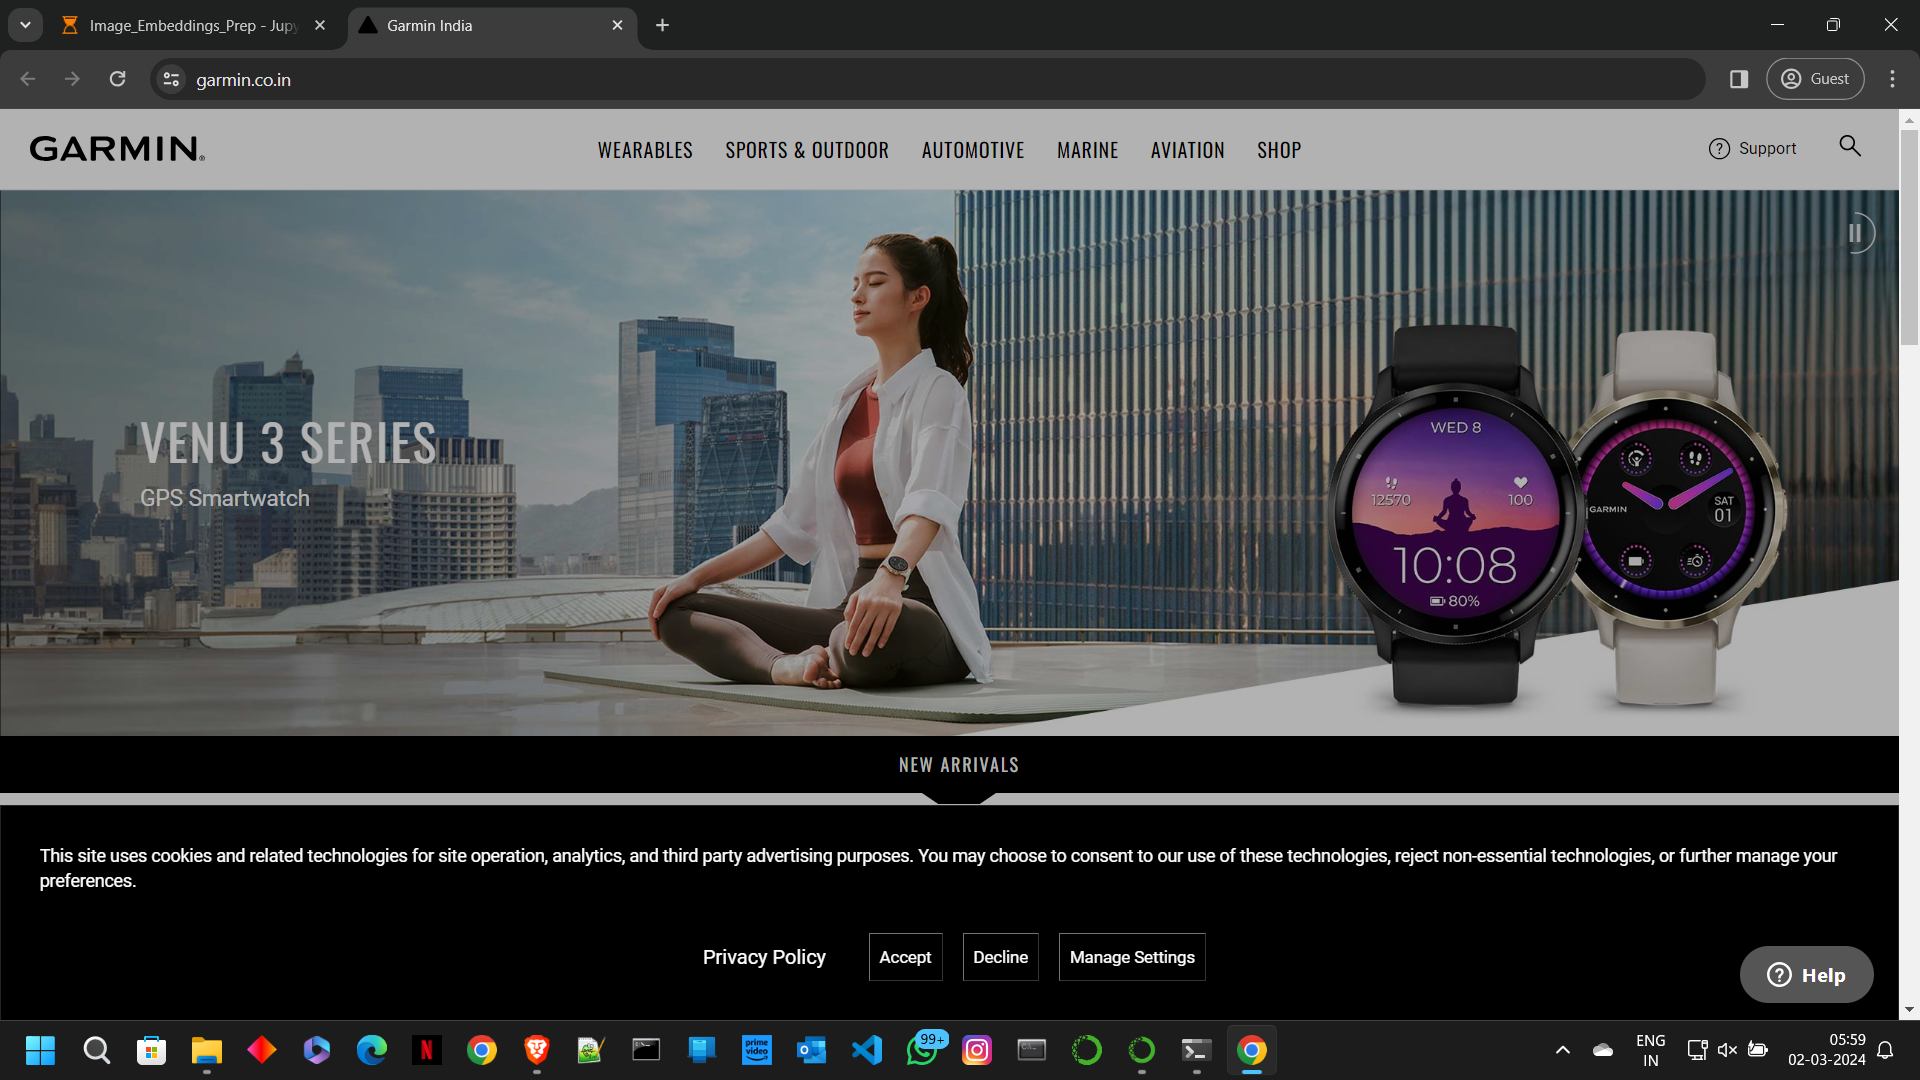 Image_Embeddings_Prep - Jupy
Garmin India
garmin.co.in
Guest
GARMIN
WEARABLES
SPORTS & OUTDOOR
AUTOMOTIVE
MARINE
AVIATION
SHOP
Support
VENU 3 SERIES
GPS Smartwatch
WED 8
12570
100
10:08
80%
GARMIN
SAT
01
NEW ARRIVALS
This site uses cookies and related technologies for site operation, analytics, and third party advertising purposes. You may choose to consent to our use of these technologies, reject non-essential technologies, or further manage your
preferences.
Privacy Policy
Accept
Decline
Manage Settings
Help
prime
video
99+
ENG
IN
05:59
02-03-2024